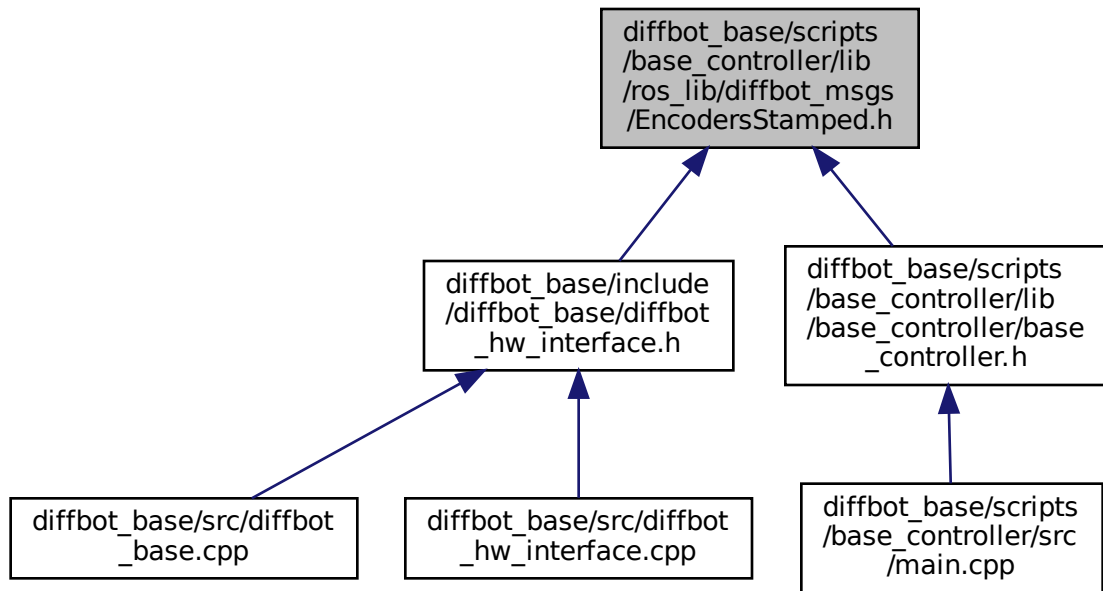 diffbot_base/scripts
/base_controller/lib
/ros_lib/diffbot_msgs
/EncodersStamped.h
diffbot_base/include
/diffbot_base/diffbot
_hw_interface.h
diffbot_base/scripts
/base_controller/lib
/base_controller/base
_controller.h
diffbot_base/src/diffbot
_base.cpp
diffbot_base/src/diffbot
_hw_interface.cpp
diffbot_base/scripts
/base_controller/src
/main.cpp